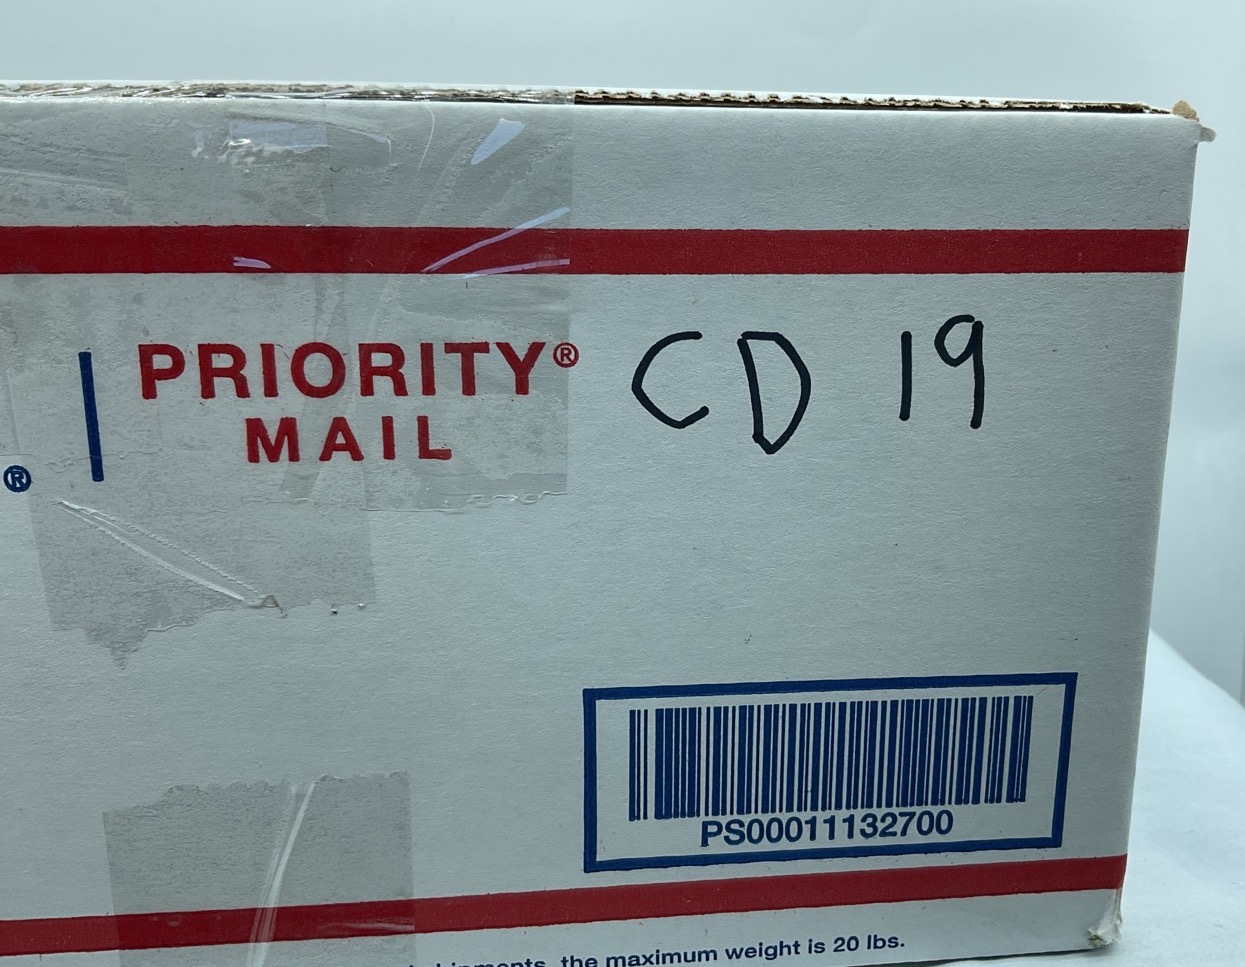 PRIORITY®
MAIL
®
CD 19
PS00011132700
the maximum weight is 20 lbs.